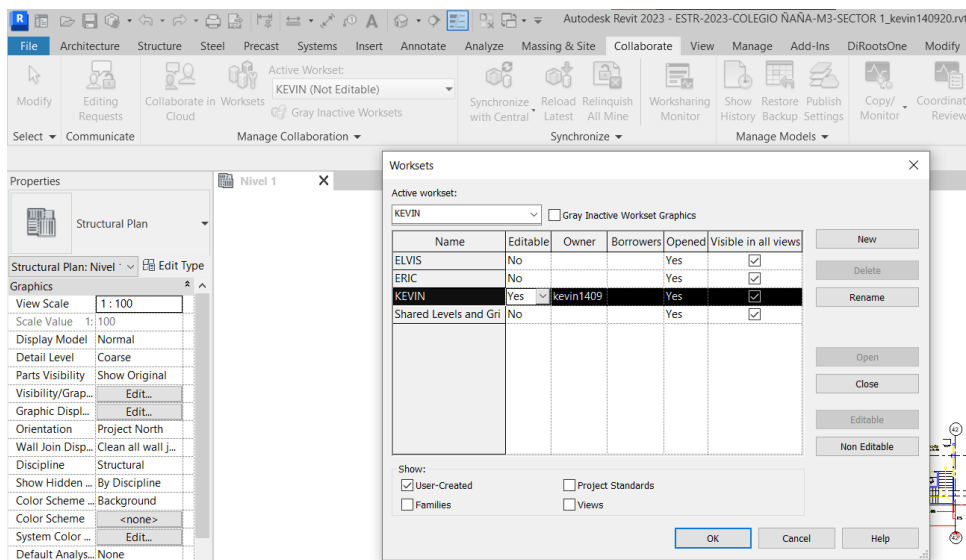 Autodesk Revit 2023 - ESTR-2023-COLEGIO ÑAÑA-M3-SECTOR 1_kevin140920.rvt
File Architecture Structure Steel Precast Systems Insert Annotate Analyze Massing & Site Collaborate View Manage Add-Ins DiRootsOne Modify
Active Workset:
KEVIN (Not Editable)
Gray Inactive Worksets
Modify Editing Requests Collaborate in Cloud Worksets Synchronize with Central Reload Latest Relinquish All Mine Worksharing Monitor Show History Restore Backup Publish Settings Copy/ Monitor Coordinat Review
Select Communicate Manage Collaboration Synchronize Manage Models
Properties
Nivel 1
Structural Plan
Structural Plan: Nivel Edit Type
Graphics
View Scale 1 : 100
Scale Value 1: 100
Display Model Normal
Detail Level Coarse
Parts Visibility Show Original
Visibility/Grap... Edit...
Graphic Displ... Edit...
Orientation Project North
Wall Join Disp... Clean all wall j...
Discipline Structural
Show Hidden ... By Discipline
Color Scheme ... Background
Color Scheme <none>
System Color ... Edit...
Default Analys... None
Worksets
Active workset:
KEVIN Gray Inactive Workset Graphics
Name Editable Owner Borrowers Opened Visible in all views
ELVIS No Yes
ERIC No Yes
KEVIN Yes kevin1409 Yes
Shared Levels and Gri No Yes
New
Delete
Rename
Open
Close
Editable
Non Editable
Show:
User-Created Project Standards
Families Views
OK Cancel Help
42